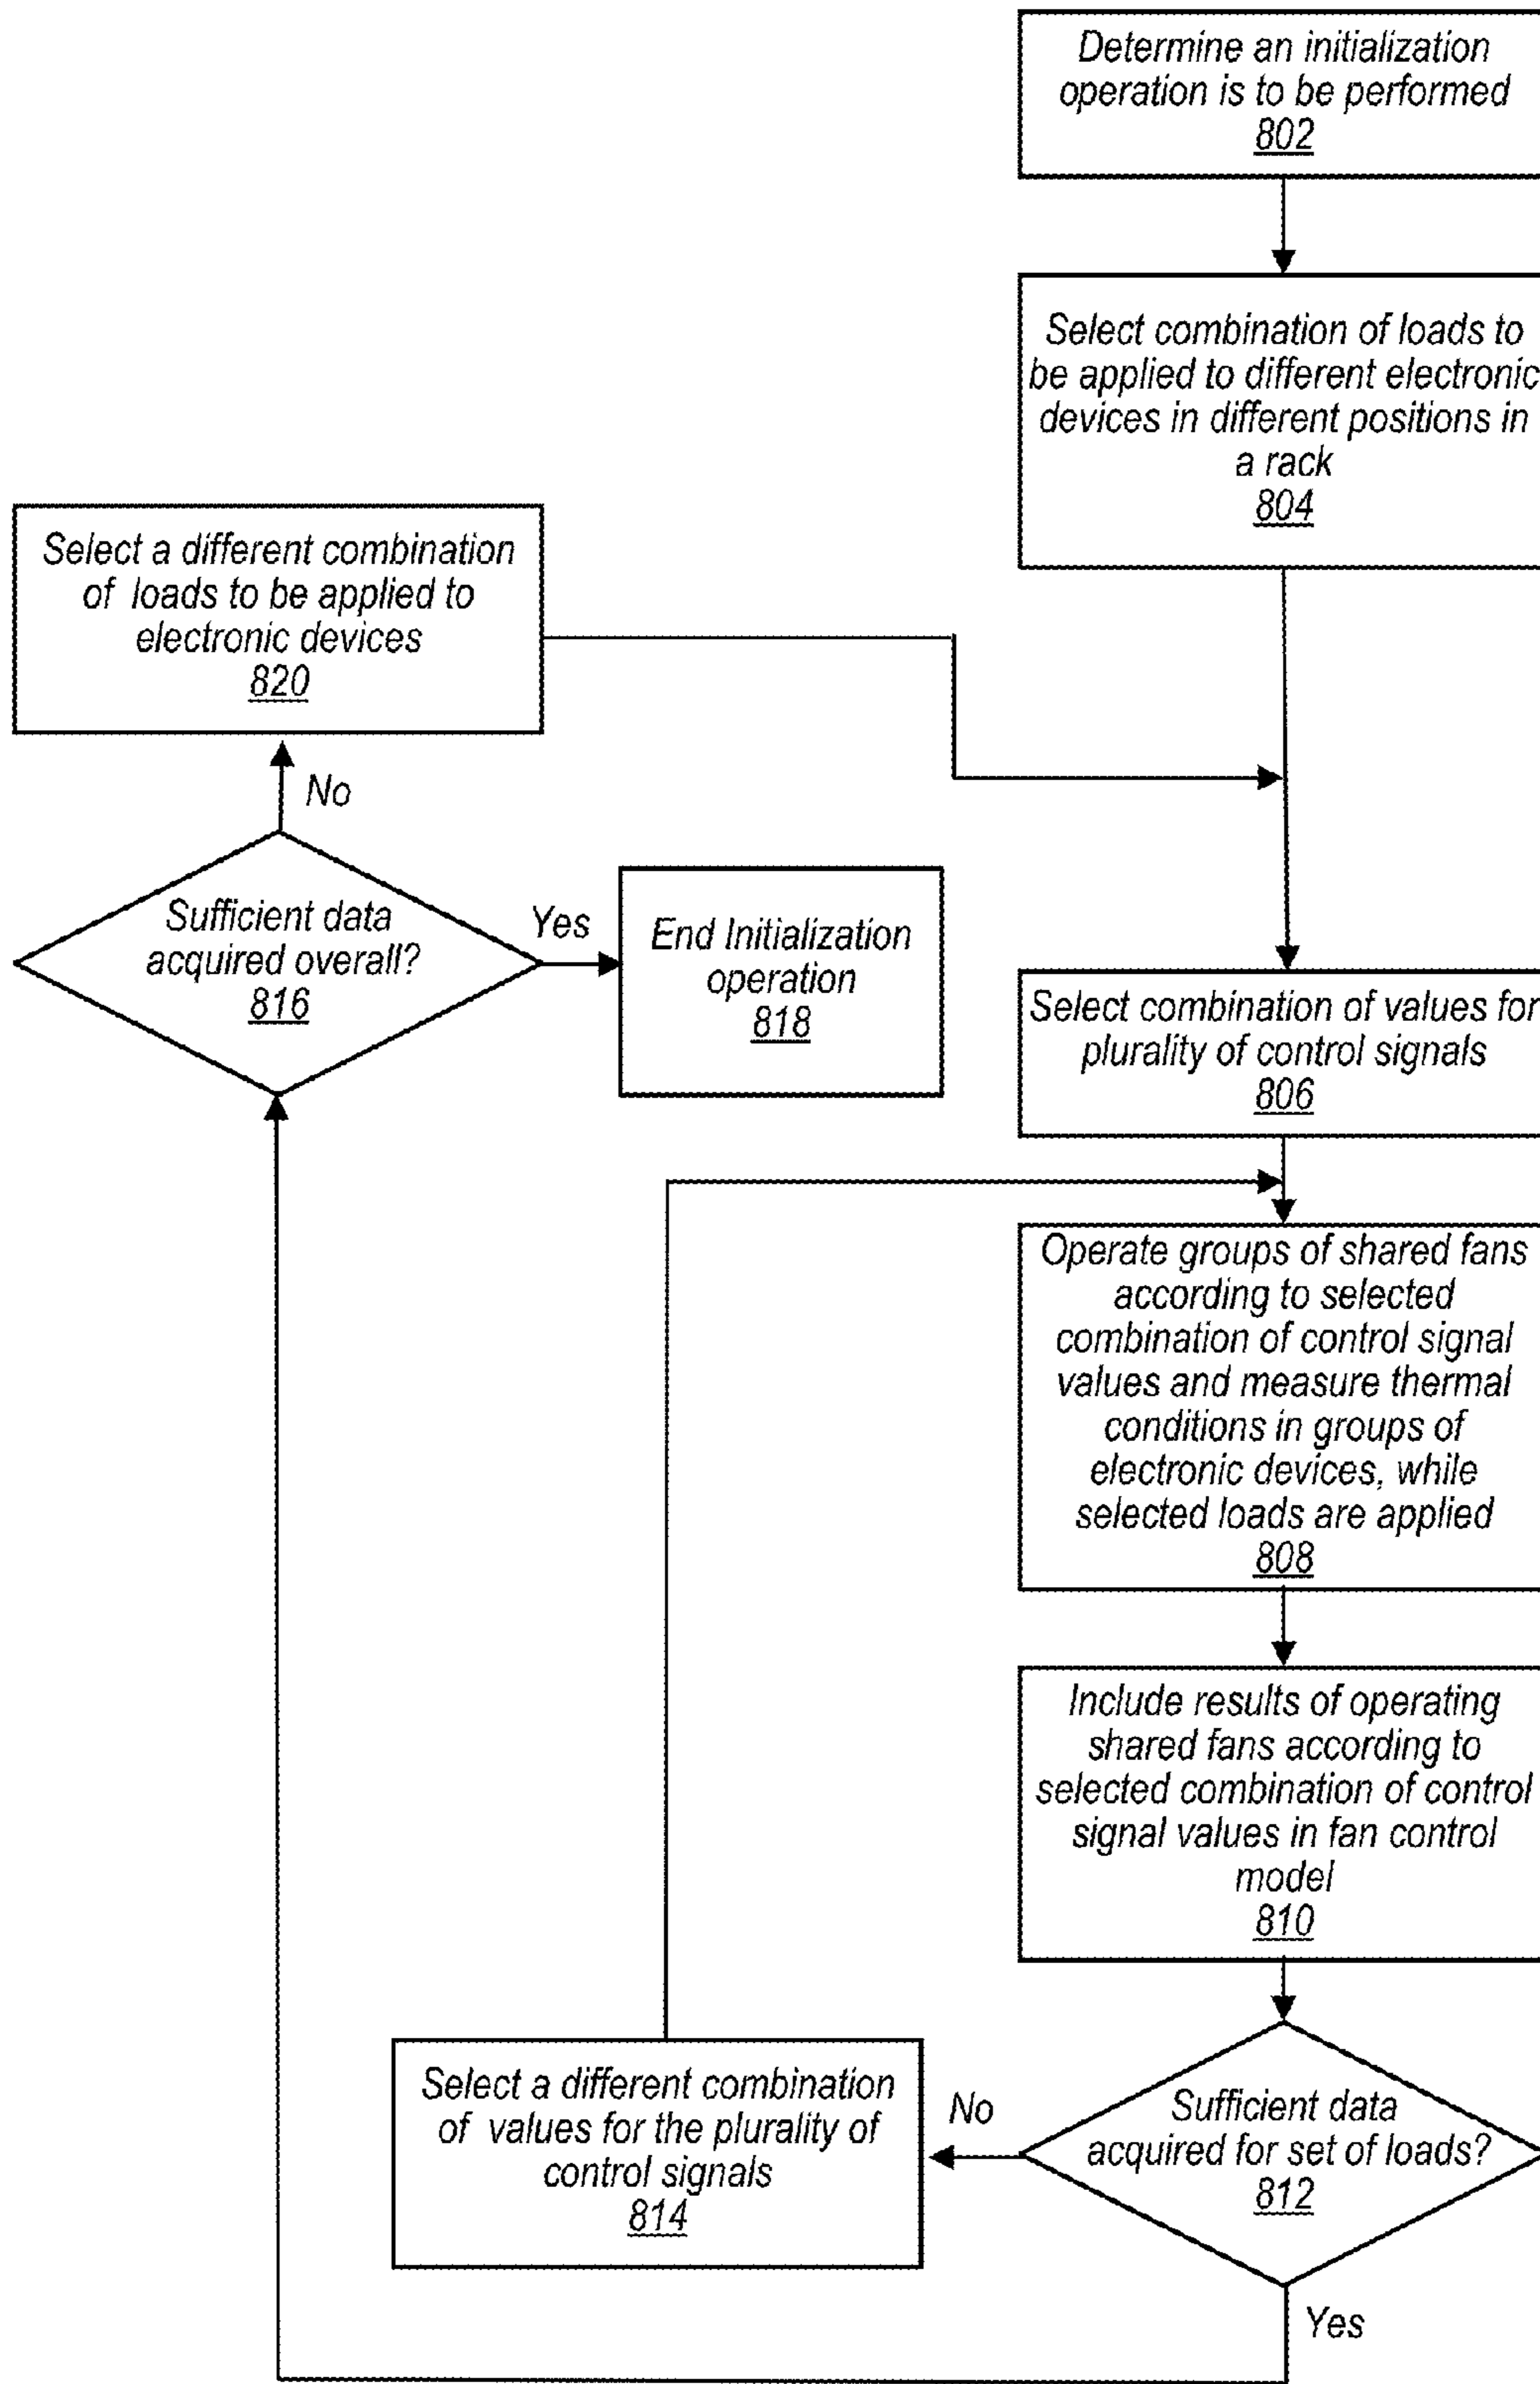 Determine an initialization
operation is to be performed
802
Select combination of loads to
be applied to different electronic
devices in different positions in
a rack
804
Select a different combination
of loads to be applied to
electronic devices
820
No
Sufficient data
acquired overall?
816
Yes
End Initialization
operation
818
Select combination of values for
plurality of control signals
806
Operate groups of shared fans
according to selected
combination of control signal
values and measure thermal
conditions in groups of
electronic devices, while
selected loads are applied
808
Include results of operating
shared fans according to
selected combination of control
signal values in fan control
model
810
Select a different combination
of values for the plurality of
control signals
814
No
Sufficient data
acquired for set of loads?
812
Yes